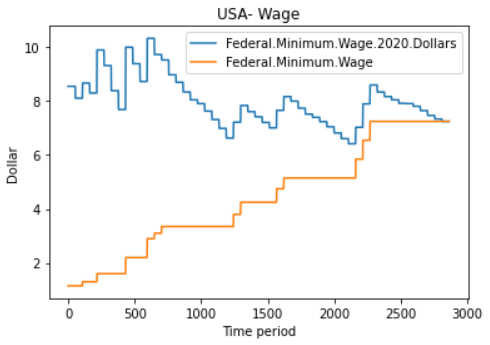 USA- Wage
Federal.Minimum.Wage.2020.Dollars
Federal.Minimum.Wage
Dollar
10
8
6
4
2
0 500 1000 1500 2000 2500 3000
Time period